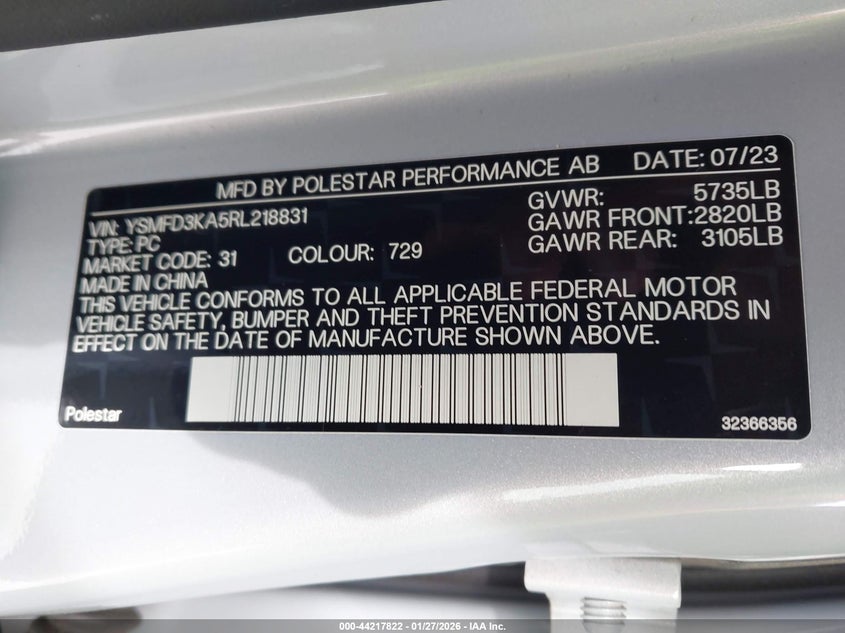 MFD BY POLESTAR PERFORMANCE AB DATE: 07/23
VIN: YSMFD3KA5RL218831 GVWR: 5735LB
TYPE: PC GAWR FRONT:2820LB
MARKET CODE: 31 COLOUR: 729 GAWR REAR: 3105LB
MADE IN CHINA
THIS VEHICLE CONFORMS TO ALL APPLICABLE FEDERAL MOTOR
VEHICLE SAFETY, BUMPER AND THEFT PREVENTION STANDARDS IN
EFFECT ON THE DATE OF MANUFACTURE SHOWN ABOVE.
Polestar 32366356
000-44217822 - 01/27/2026 - IAA Inc.